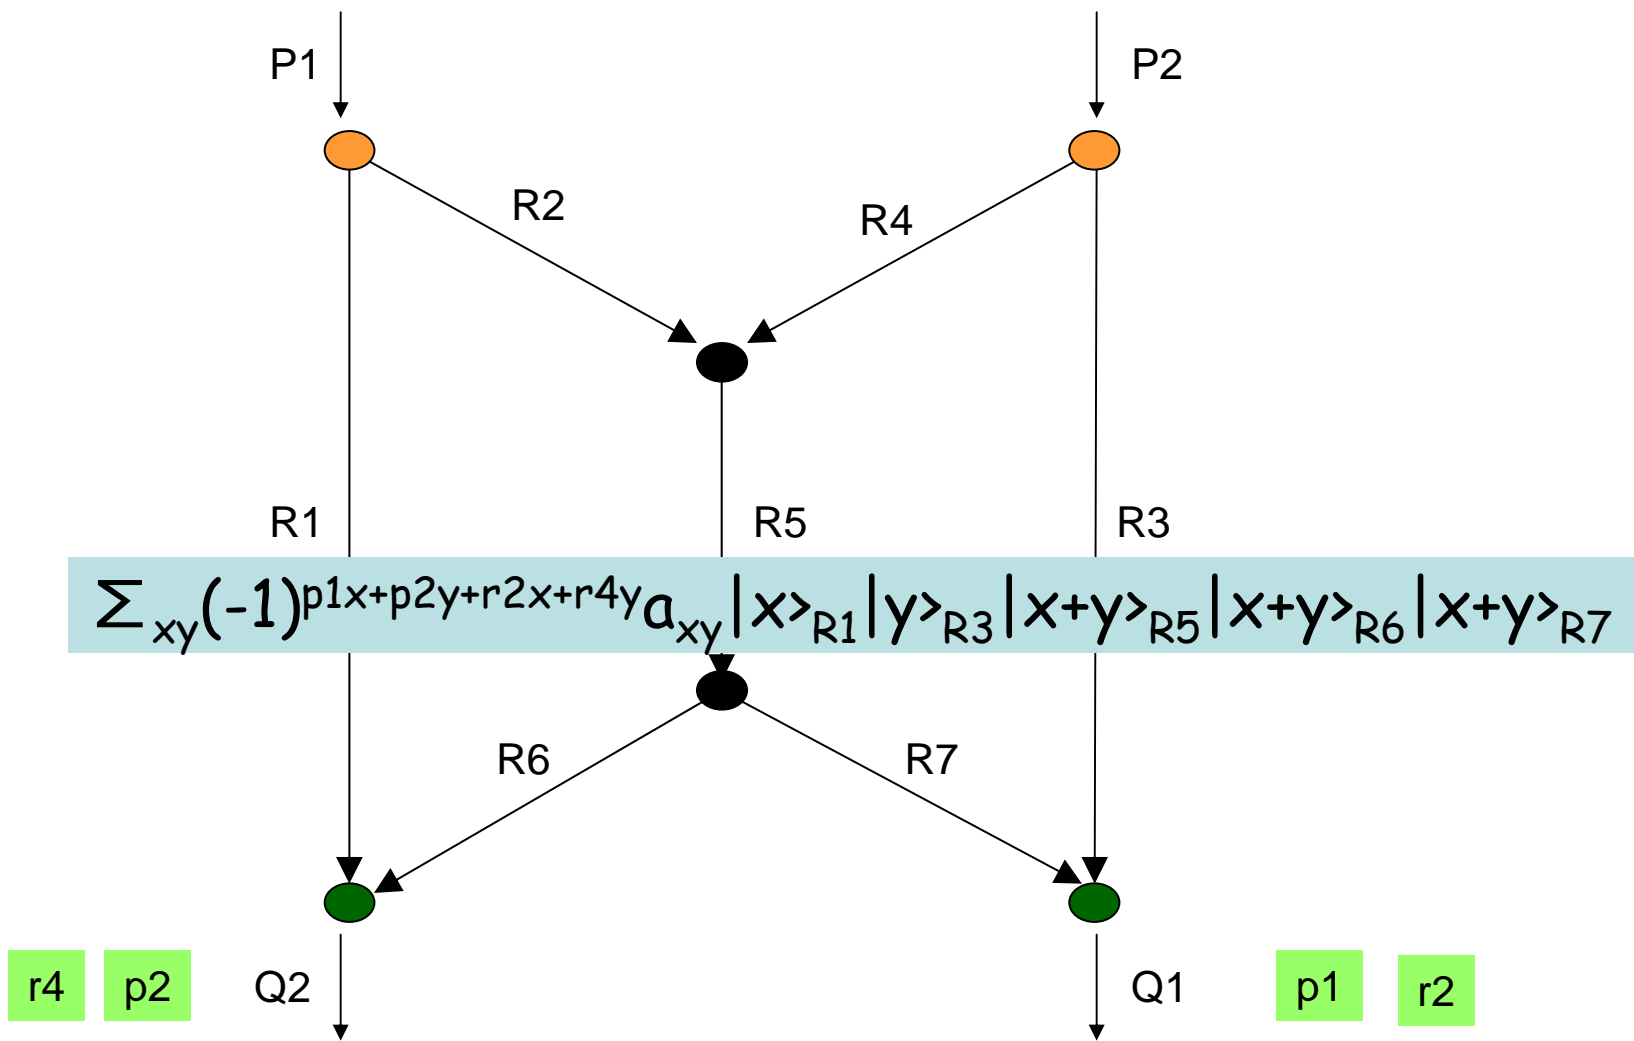 P1
P2
R2
R4
R1
R5
R3
∑xy(-1)p1x+p2y+r2x+r4yaxy|x>R1|y>R3|x+y>R5|x+y>R6|x+y>R7
R6
R7
r4
p2
Q2
Q1
p1
r2